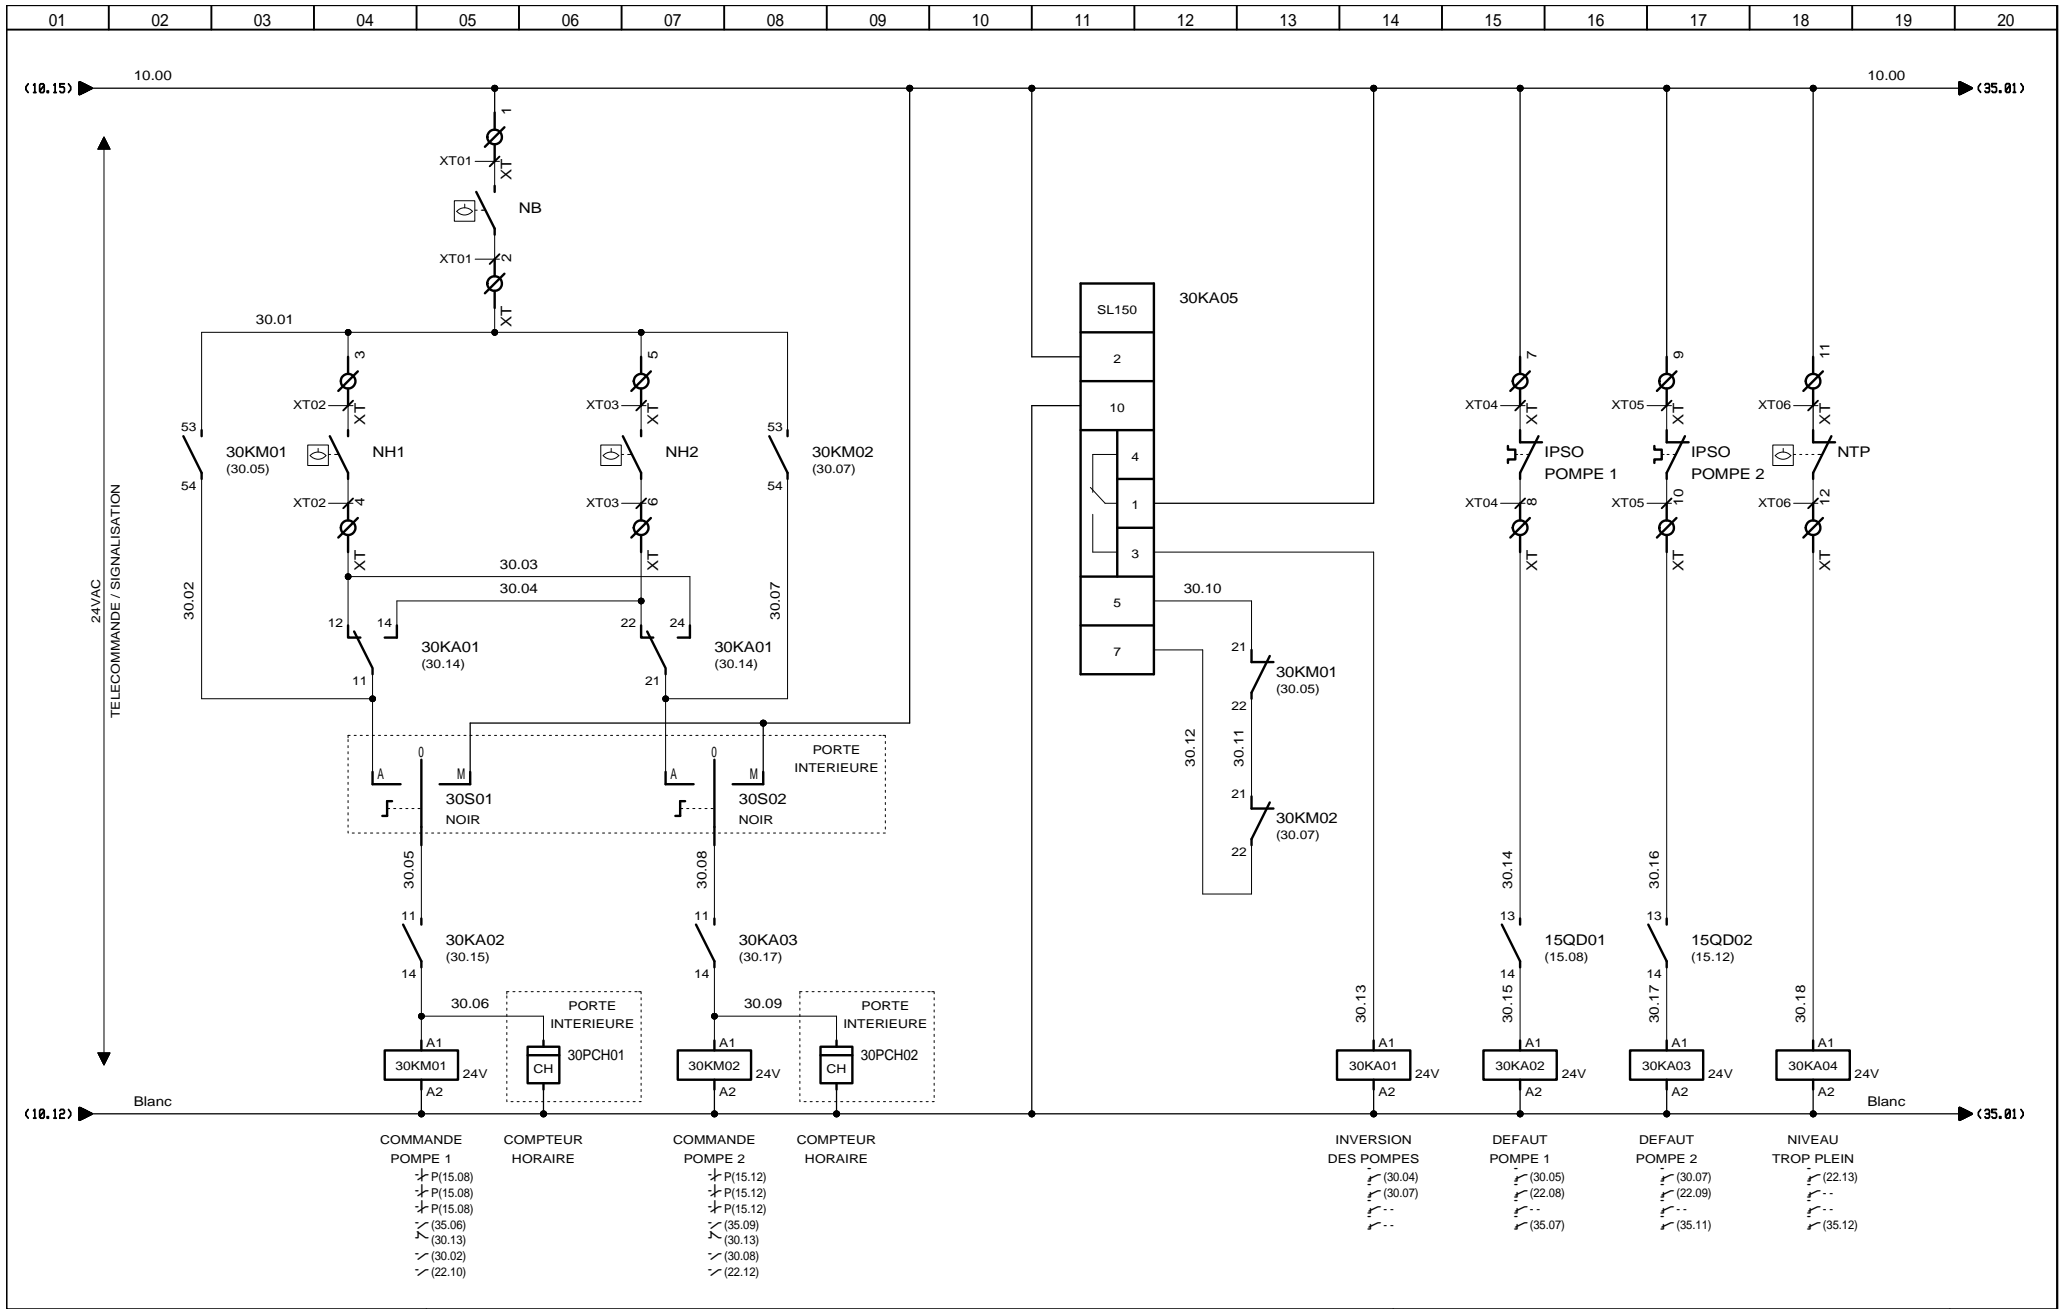 01 02 03 04 05 06 07 08 09 10 11 12 13 14 15 16 17 18 19 20
(10.15) 10.00 10.00 (35.01)
1
XT01 XT
NB
XT01 2
XT
30.01
3 5
XT02 XT XT03 XT
53 30KM01 (30.05) 54
NH1
NH2
53 30KM02 (30.07) 54
XT02 4 XT03 6
XT XT
30.03
30.04
30.02
30.07
24VAC
TELECOMMANDE / SIGNALISATION
12 14 30KA01 (30.14) 11
22 24 30KA01 (30.14) 21
PORTE
INTERIEURE
A 0 M 30S01
NOIR
A 0 M 30S02
NOIR
30.05 30.08
11 30KA02 (30.15) 14
11 30KA03 (30.17) 14
30.06 PORTE
INTERIEURE
30PCH01
CH
30.09 PORTE
INTERIEURE
30PCH02
CH
A1
30KM01 24V
A2
A1
30KM02 24V
A2
SL150 30KA05
2
10
4
1
3
5
7
30.10
21
30KM01
(30.05)
22
30.12 30.11
21
30KM02
(30.07)
22
7
XT04 XT
IPSO
POMPE 1
XT04 8
XT
9
XT05 XT
IPSO
POMPE 2
XT05 10
XT
11
XT06 XT
NTP
XT06 12
XT
30.14 30.16
13 15QD01 (15.08) 14
13 15QD02 (15.12) 14
30.13 30.15 30.17 30.18
A1 A1 A1 A1
30KA01 24V 30KA02 24V 30KA03 24V 30KA04 24V
A2 A2 A2 A2
(10.12) Blanc Blanc (35.01)
COMMANDE
POMPE 1
P(15.08)
P(15.08)
P(15.08)
(35.06)
(30.13)
(30.02)
(22.10)
COMPTEUR
HORAIRE
COMMANDE
POMPE 2
P(15.12)
P(15.12)
P(15.12)
(35.09)
(30.13)
(30.08)
(22.12)
COMPTEUR
HORAIRE
INVERSION
DES POMPES
(30.04)
(30.07)
--
--
DEFAUT
POMPE 1
(30.05)
(22.08)
--
(35.07)
DEFAUT
POMPE 2
(30.07)
(22.09)
--
(35.11)
NIVEAU
TROP PLEIN
(22.13)
--
--
(35.12)